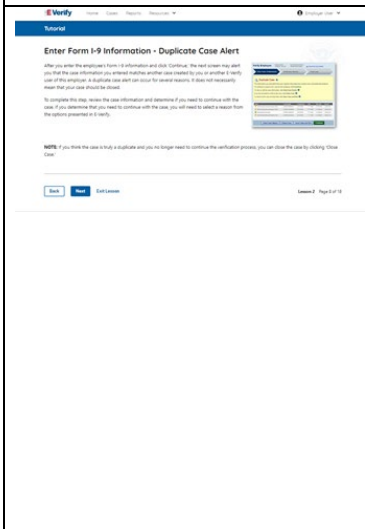 E-Verify Home Cases Reports Resources Employer User
Tutorial
Enter Form I-9 Information - Duplicate Case Alert
After you enter the employee's Form I-9 information and click 'Continue,' the next screen may alert
you that the case information you entered matches another case created by you or another E-Verify
user of this employer. A duplicate case alert can occur for several reasons; it does not necessarily
mean that your case should be closed.
To complete this step, review the case information and determine if you need to continue with the
case. If you determine that you need to continue with the case, you will need to select a reason from
the options presented in E-Verify.
NOTE: If you think the case is truly a duplicate and you no longer need to continue the verification process, you can close the case by clicking 'Close
Case.'
Back Next Exit Lesson Lesson 2 Page 8 of 18